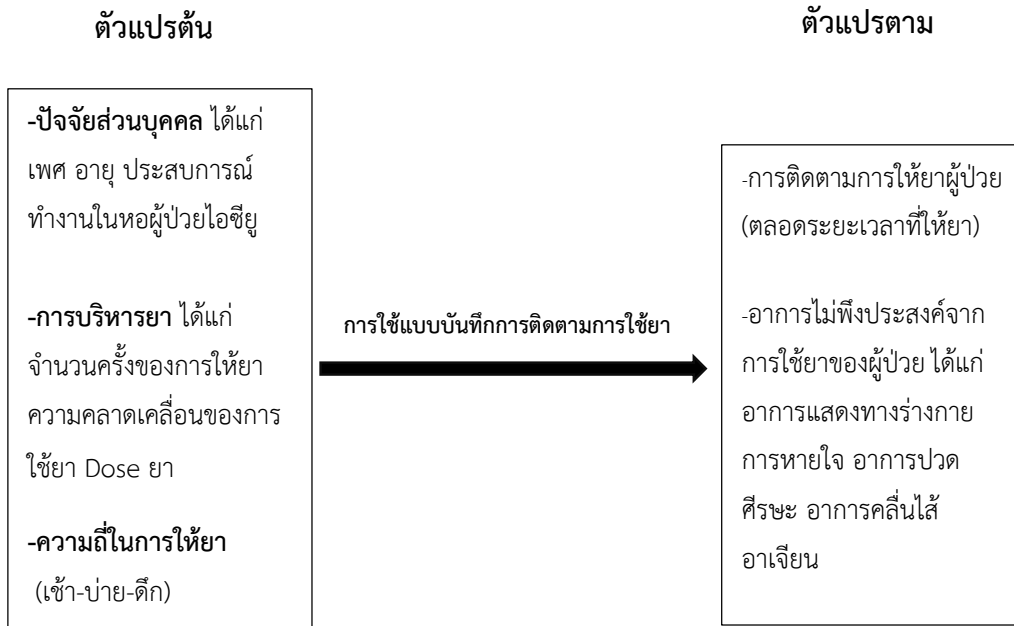 ตัวแปรต้น
ตัวแปรตาม
-ปัจจัยส่วนบุคคล ได้แก่
เพศ อายุ ประสบการณ์
ทำงานในหอผู้ป่วยไอซียู
-การบริหารยา ได้แก่
จำนวนครั้งของการให้ยา
ความคลาดเคลื่อนของการ
ใช้ยา Dose ยา
-ความถี่ในการให้ยา
(เช้า-บ่าย-ดึก)
การใช้แบบบันทึกการติดตามการใช้ยา
-การติดตามการให้ยาผู้ป่วย
(ตลอดระยะเวลาที่ให้ยา)
-อาการไม่พึงประสงค์จาก
การใช้ยาของผู้ป่วย ได้แก่
อาการแสดงทางร่างกาย
การหายใจ อาการปวด
ศีรษะ อาการคลื่นไส้
อาเจียน